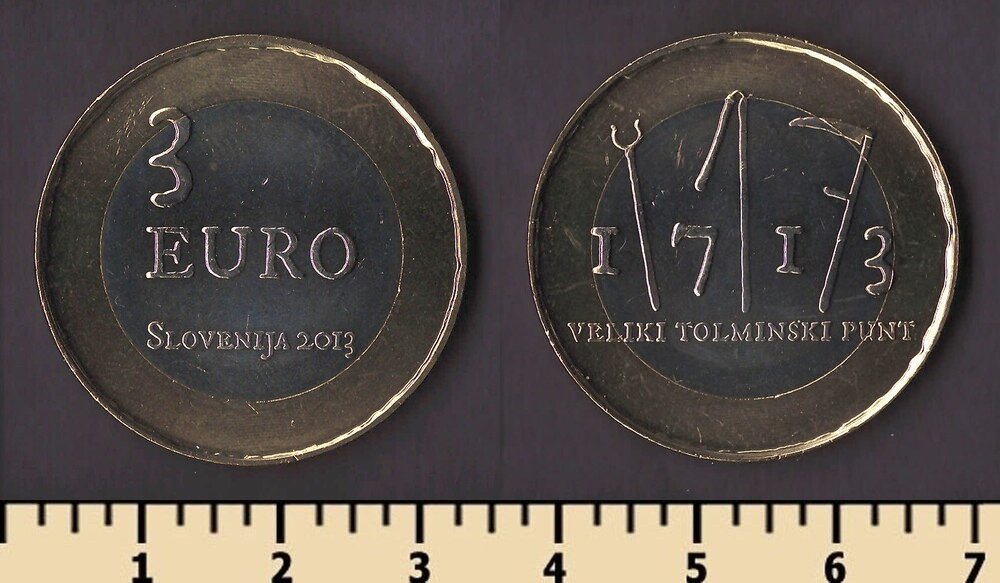 3
EURO
SLOVENIJA 2013
1713
VELIKI TOLMINSKI PUNT
1 2 3 4 5 6 7